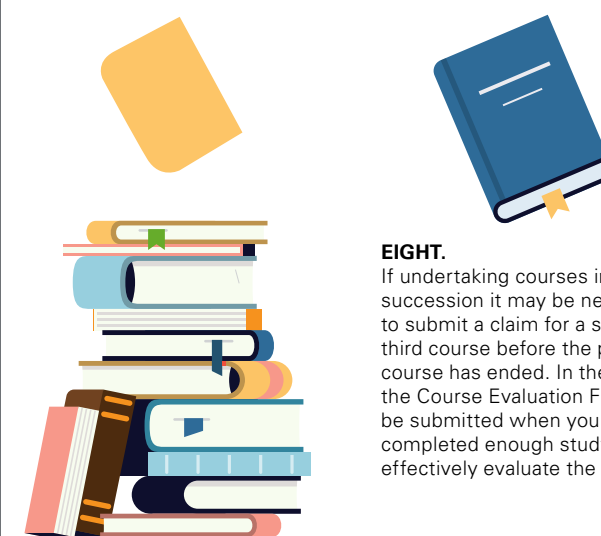 EIGHT.
If undertaking courses in
succession it may be ne
to submit a claim for a s
third course before the p
course has ended. In the
the Course Evaluation F
be submitted when you
completed enough stud
effectively evaluate the